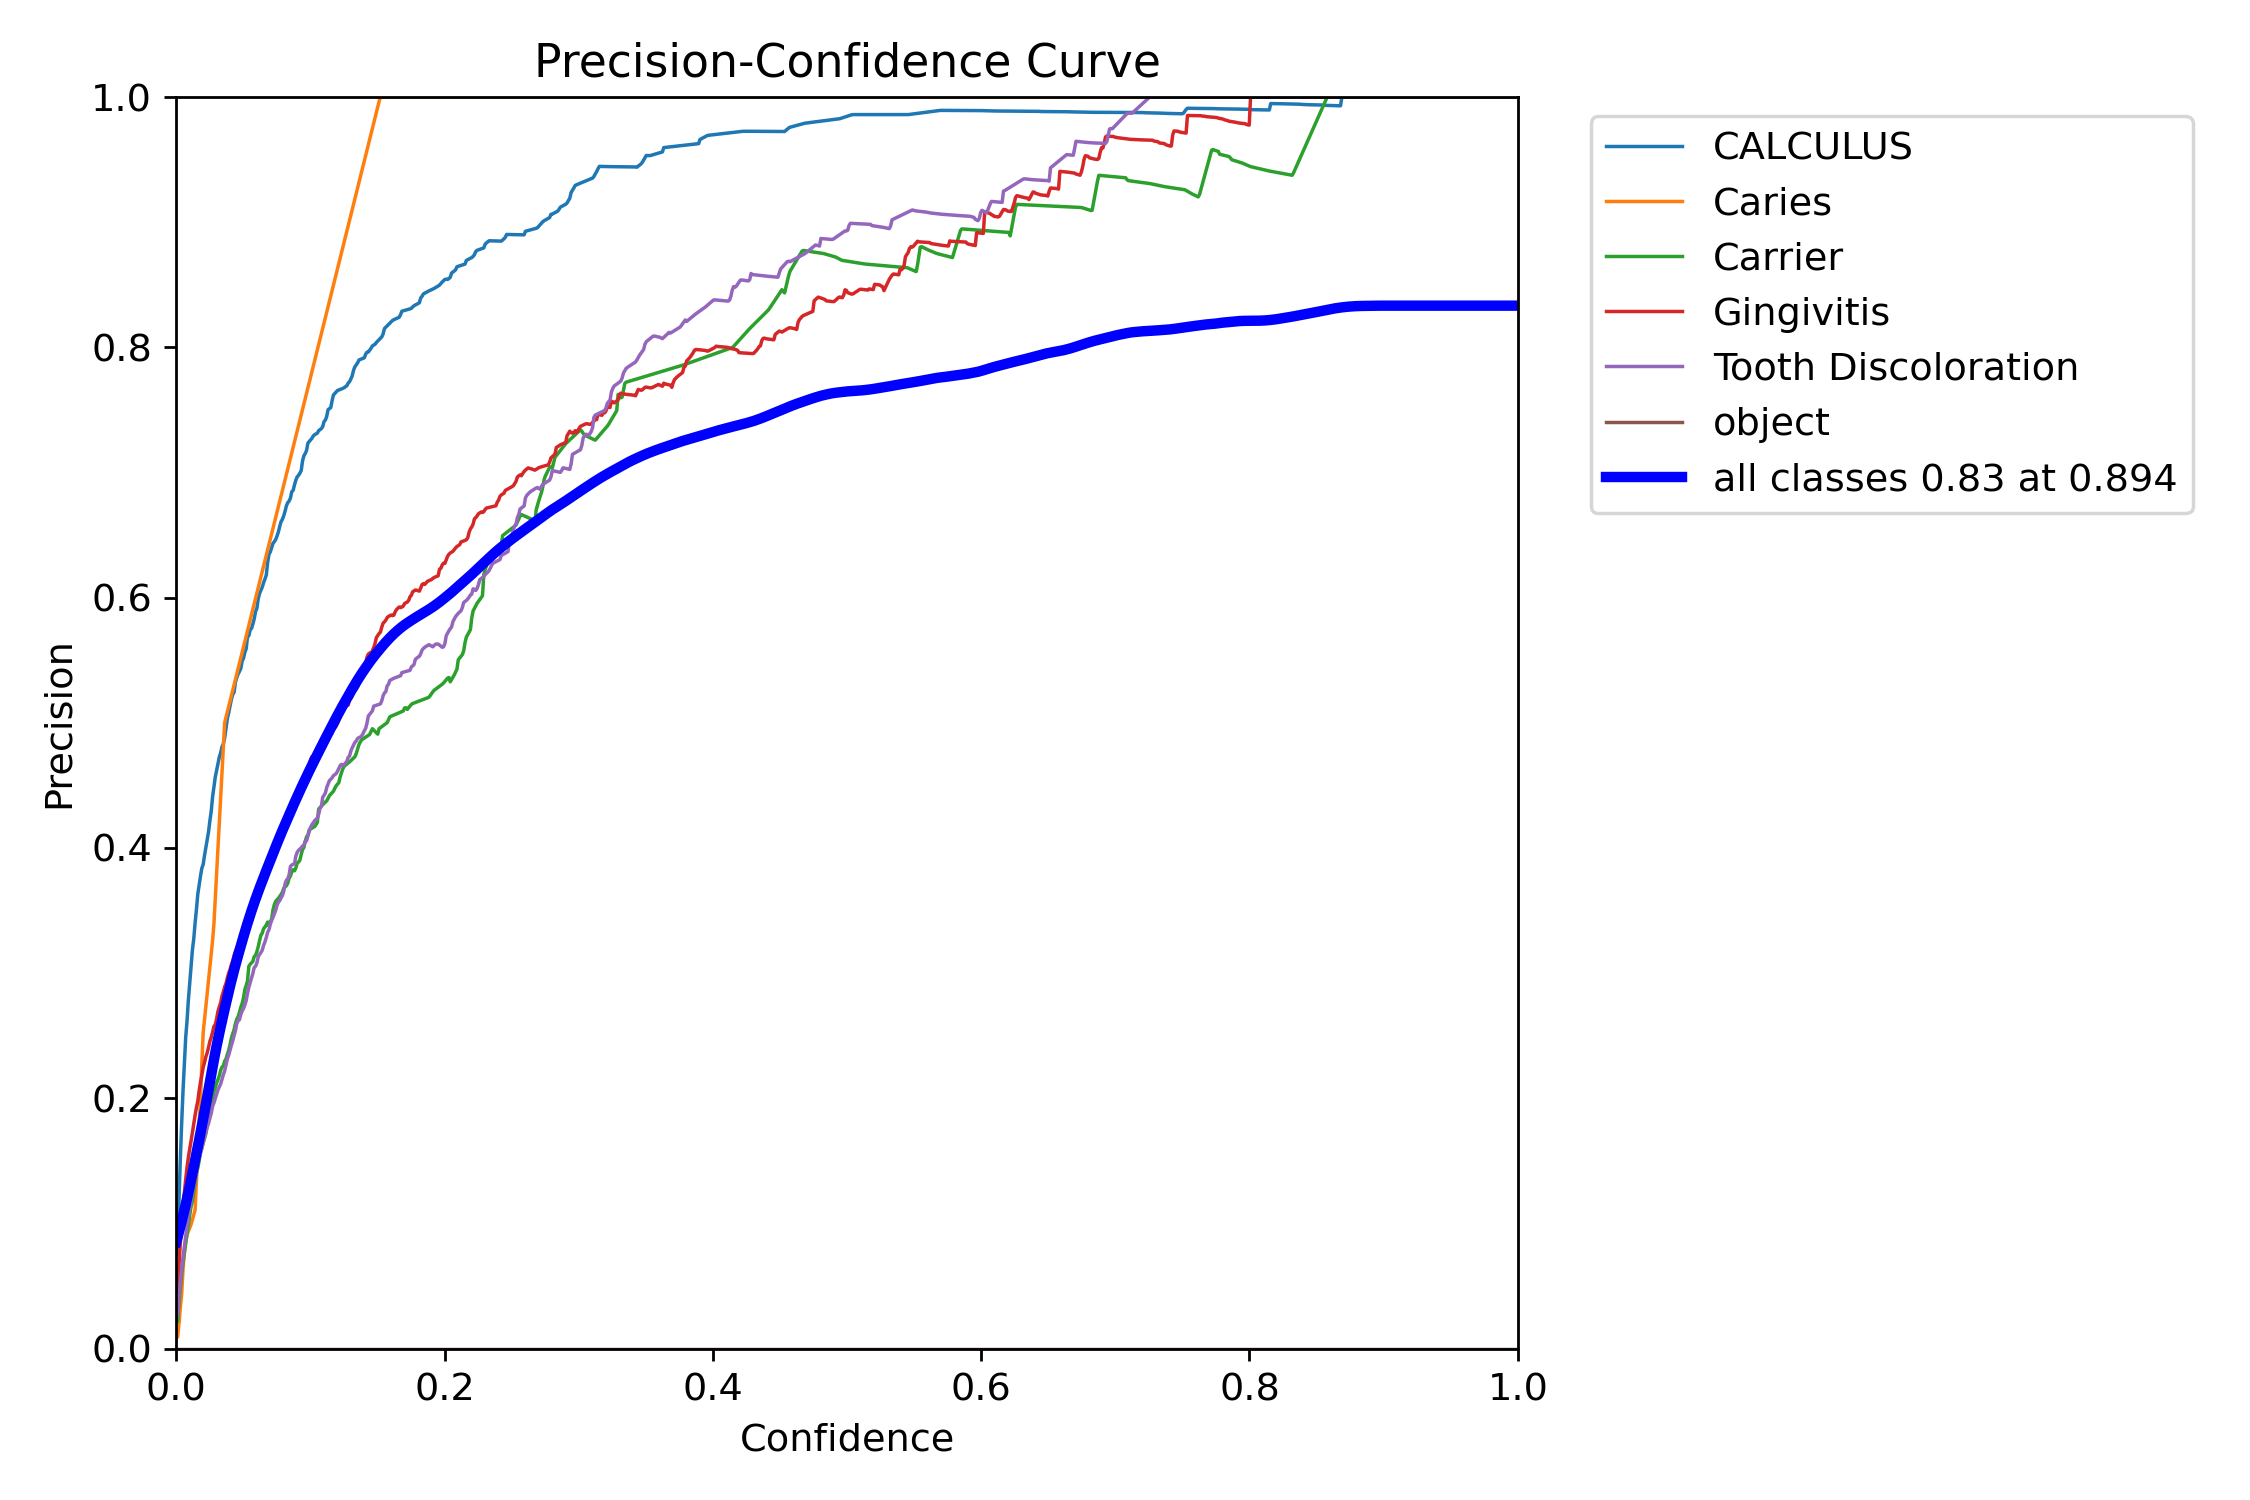 Precision-Confidence Curve
1.0
0.8
0.6
0.4
0.2
0.0
Precision
0.0 0.2 0.4 0.6 0.8 1.0
Confidence
CALCULUS
Caries
Carrier
Gingivitis
Tooth Discoloration
object
all classes 0.83 at 0.894